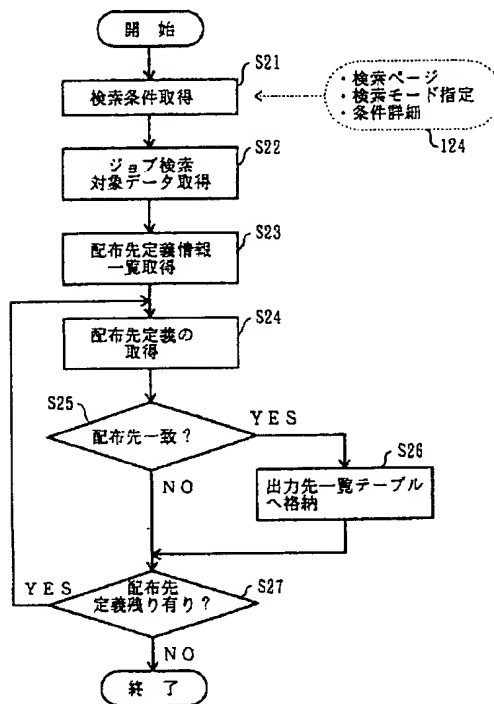 開 始
S21
検索条件取得
・検索ページ
・検索モード指定
・条件詳細
124
S22
ジョブ検索
対象データ取得
S23
配布先定義情報
一覧取得
S24
配布先定義の
取得
S25
配布先一致？
YES
S26
出力先一覧テーブル
へ格納
NO
YES
S27
配布先
定義残り有り？
NO
終 了